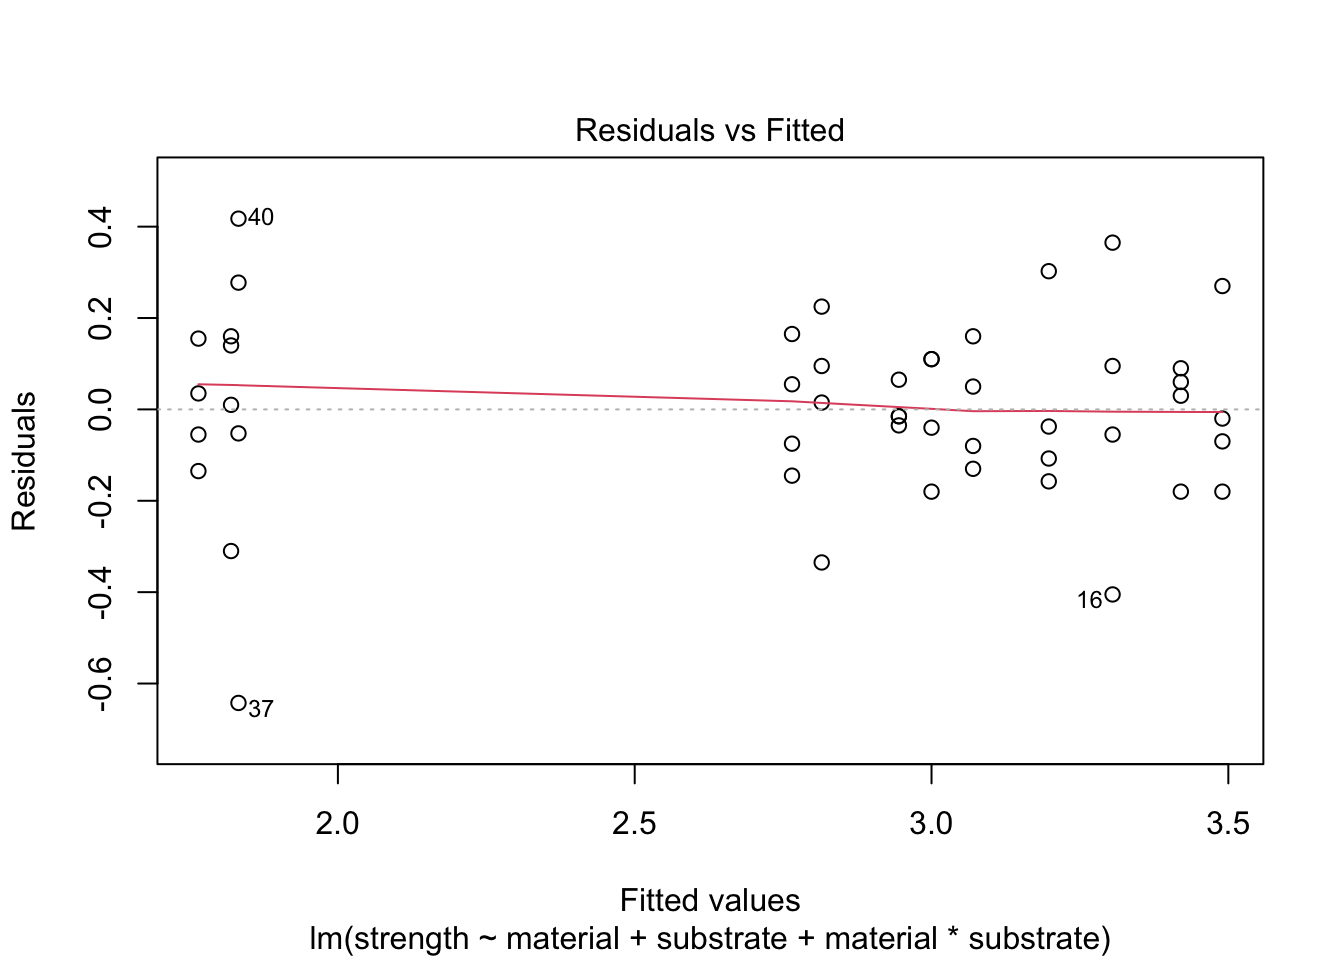 Residuals vs Fitted
Residuals
0.4
0.2
0.0
-0.2
-0.4
-0.6
40
16
37
2.0 2.5 3.0 3.5
Fitted values
lm(strength ~ material + substrate + material * substrate)